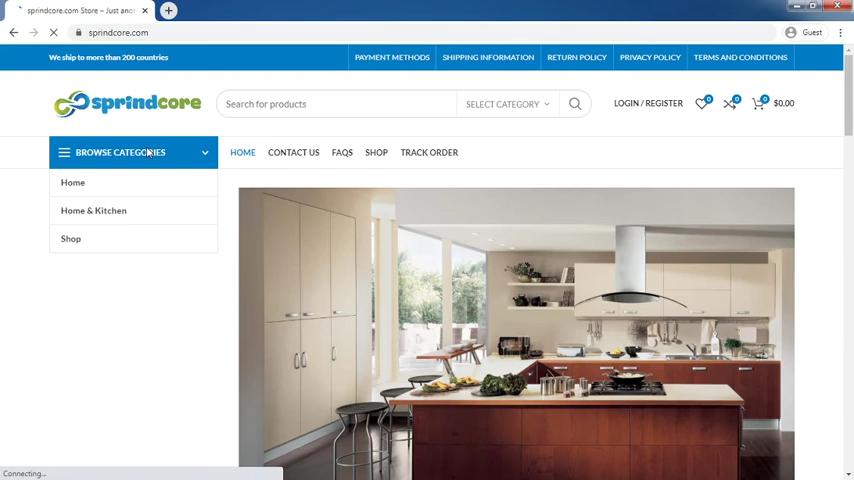 sprindcore.com Store – Just ano
Guest
sprindcore.com
We ship to more than 200 countries
PAYMENT METHODS
SHIPPING INFORMATION
RETURN POLICY
PRIVACY POLICY
TERMS AND CONDITIONS
sprindcore
Search for products
SELECT CATEGORY
LOGIN / REGISTER
0
0
0
$0.00
BROWSE CATEGORIES
HOME
CONTACT US
FAQS
SHOP
TRACK ORDER
Home
Home & Kitchen
Shop
Connecting...